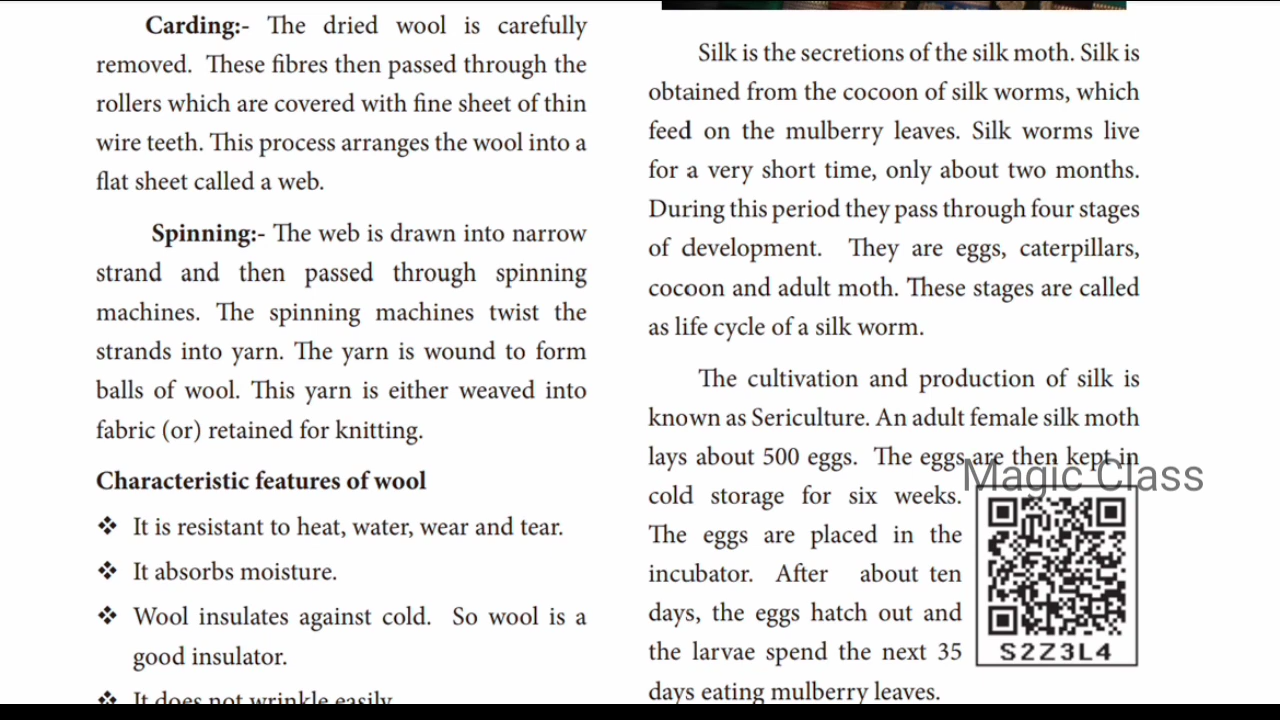 Carding:- The dried wool is carefully
removed. These fibres then passed through the
rollers which are covered with fine sheet of thin
wire teeth. This process arranges the wool into a
flat sheet called a web.
Spinning:- The web is drawn into narrow
strand and then passed through spinning
machines. The spinning machines twist the
strands into yarn. The yarn is wound to form
balls of wool. This yarn is either weaved into
fabric (or) retained for knitting.
Characteristic features of wool
❖ It is resistant to heat, water, wear and tear.
❖ It absorbs moisture.
❖ Wool insulates against cold. So wool is a
good insulator.
❖ It does not wrinkle easily
Silk is the secretions of the silk moth. Silk is
obtained from the cocoon of silk worms, which
feed on the mulberry leaves. Silk worms live
for a very short time, only about two months.
During this period they pass through four stages
of development. They are eggs, caterpillars,
cocoon and adult moth. These stages are called
as life cycle of a silk worm.
The cultivation and production of silk is
known as Sericulture. An adult female silk moth
lays about 500 eggs. The eggs are then kept in
cold storage for six weeks.
The eggs are placed in the
incubator. After about ten
days, the eggs hatch out and
the larvae spend the next 35
days eating mulberry leaves.
Magic Class
S2Z3L4